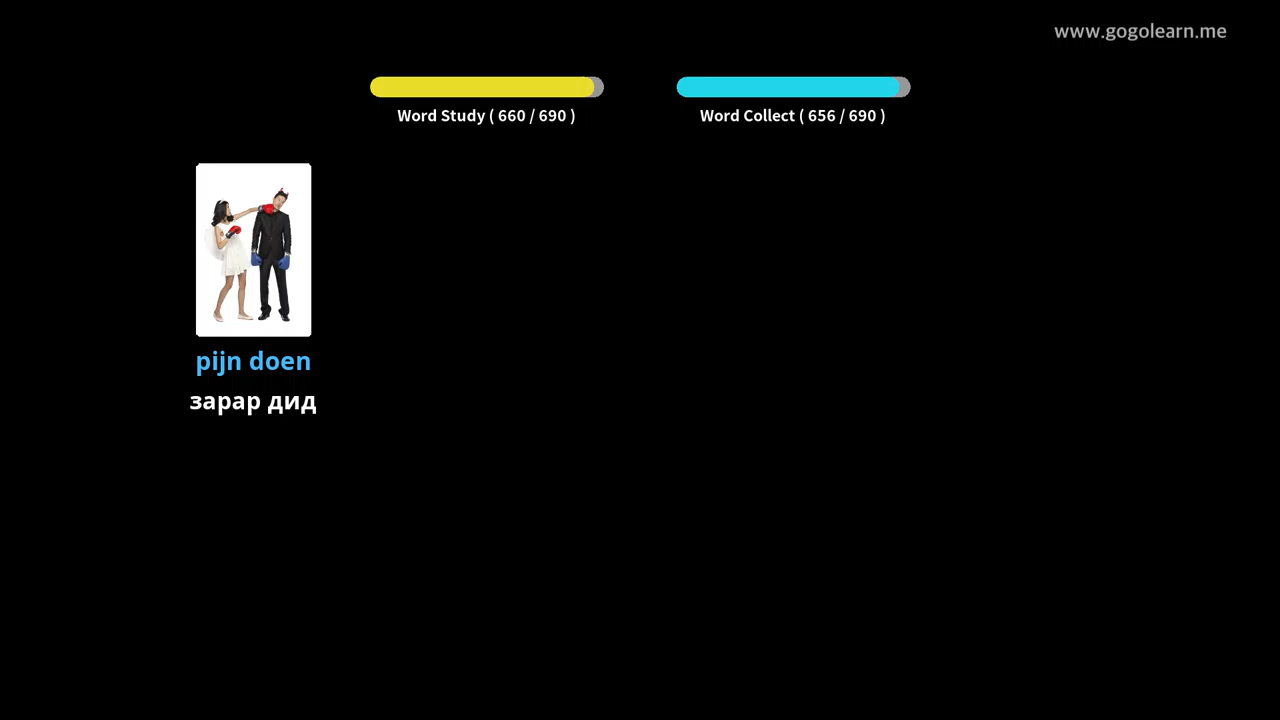 www.gogolearn.me
Word Study ( 660 / 690 )
Word Collect ( 656 / 690 )
pijn doen
зарар дид